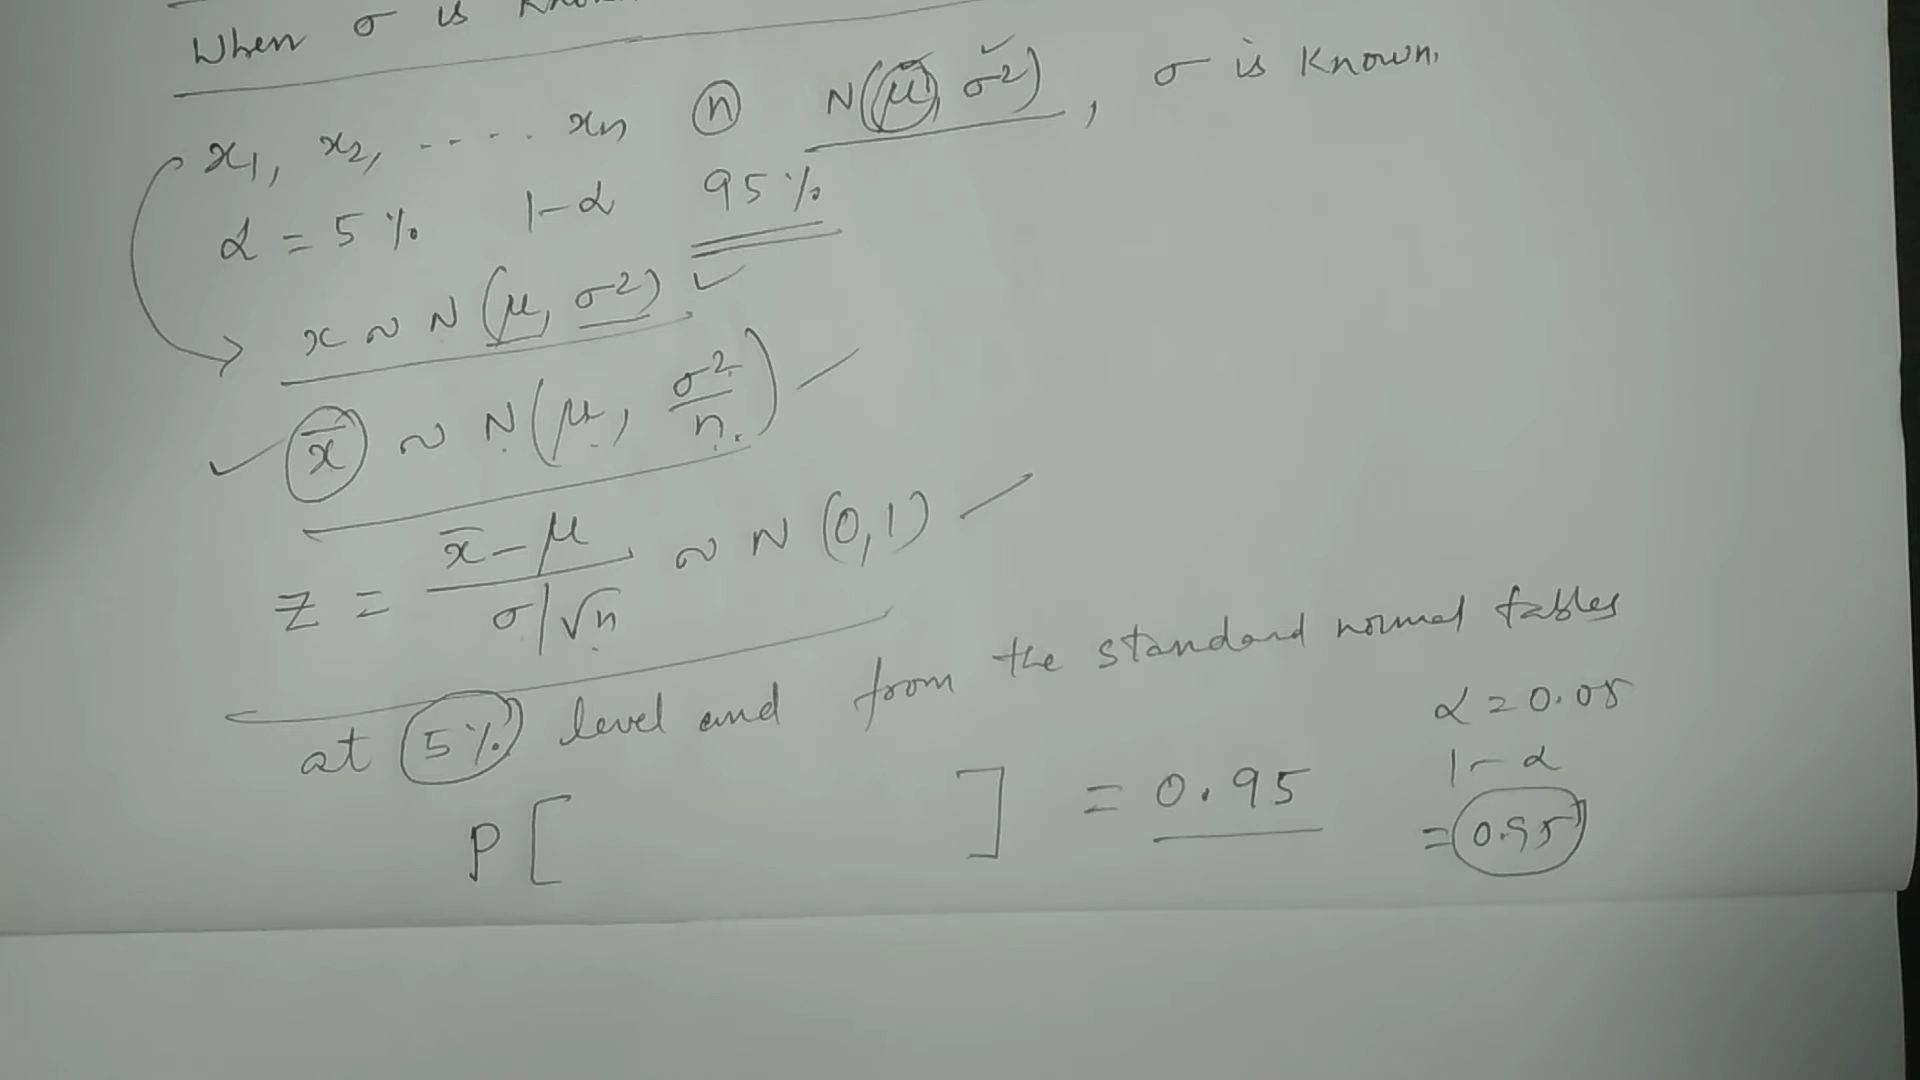 When σ is
x1, x2, ..... xn n N(μ, σ2), σ is known.
α = 5 % 1-α 95 %
x ~ N (μ, σ2)
x̄ ~ N(μ, σ2/n)
z = x̄ - μ / σ/√n ~ N (0,1)
at 5% level and from the standard normal tables
P [ ] = 0.95
α = 0.05
1 - α
= 0.95